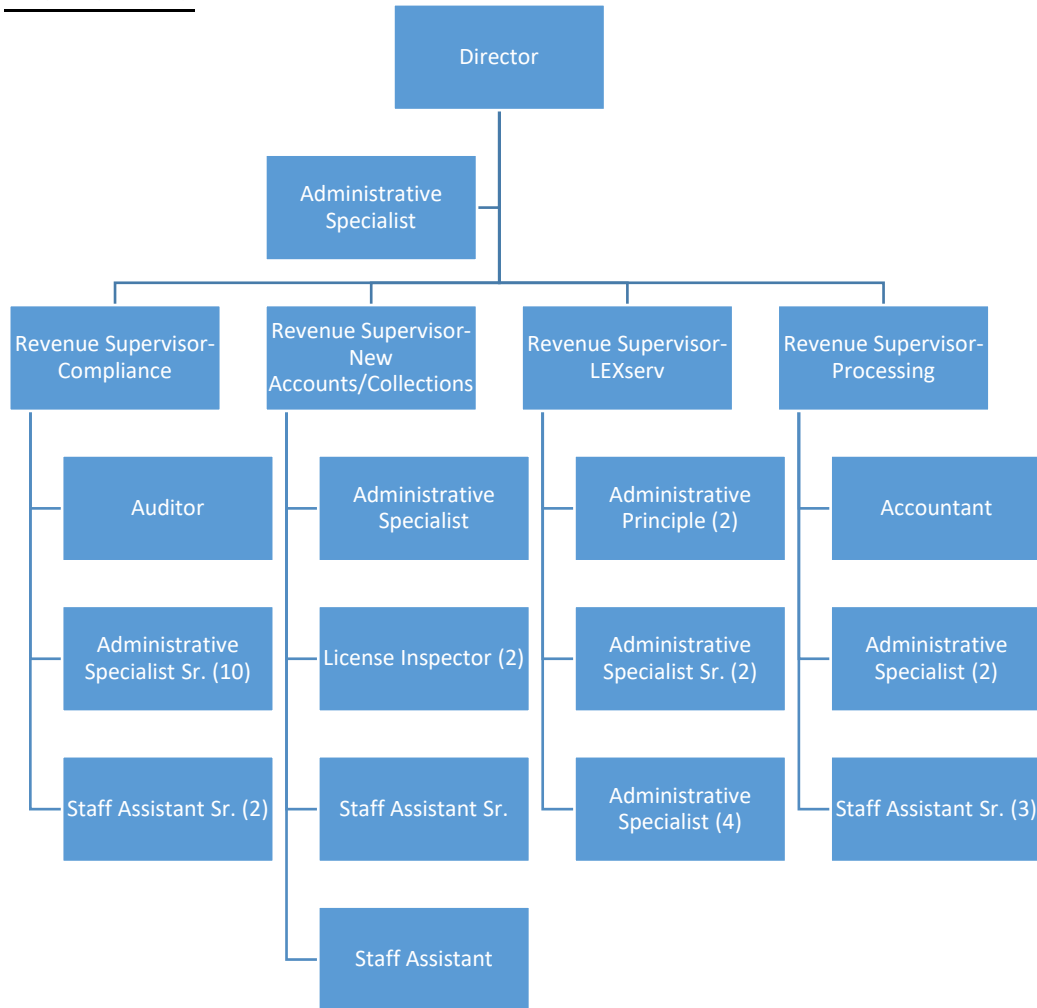 Director
Administrative
Specialist
Revenue Supervisor-
Compliance
Revenue Supervisor-
New
Accounts/Collections
Revenue Supervisor-
LEXserv
Revenue Supervisor-
Processing
Auditor
Administrative
Specialist
Administrative
Principle (2)
Accountant
Administrative
Specialist Sr. (10)
License Inspector (2)
Administrative
Specialist Sr. (2)
Administrative
Specialist (2)
Staff Assistant Sr. (2)
Staff Assistant Sr.
Administrative
Specialist (4)
Staff Assistant Sr. (3)
Staff Assistant